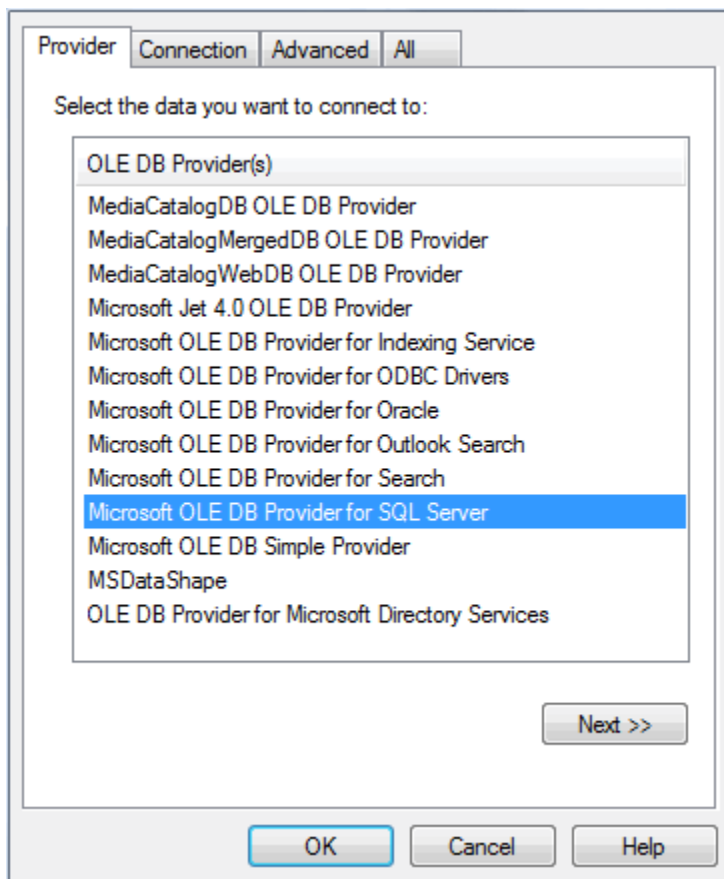 Provider Connection Advanced All
Select the data you want to connect to:
OLE DB Provider(s)
MediaCatalogDB OLE DB Provider
MediaCatalogMergedDB OLE DB Provider
MediaCatalogWebDB OLE DB Provider
Microsoft Jet 4.0 OLE DB Provider
Microsoft OLE DB Provider for Indexing Service
Microsoft OLE DB Provider for ODBC Drivers
Microsoft OLE DB Provider for Oracle
Microsoft OLE DB Provider for Outlook Search
Microsoft OLE DB Provider for Search
Microsoft OLE DB Provider for SQL Server
Microsoft OLE DB Simple Provider
MSDataShape
OLE DB Provider for Microsoft Directory Services
Next >>
OK Cancel Help